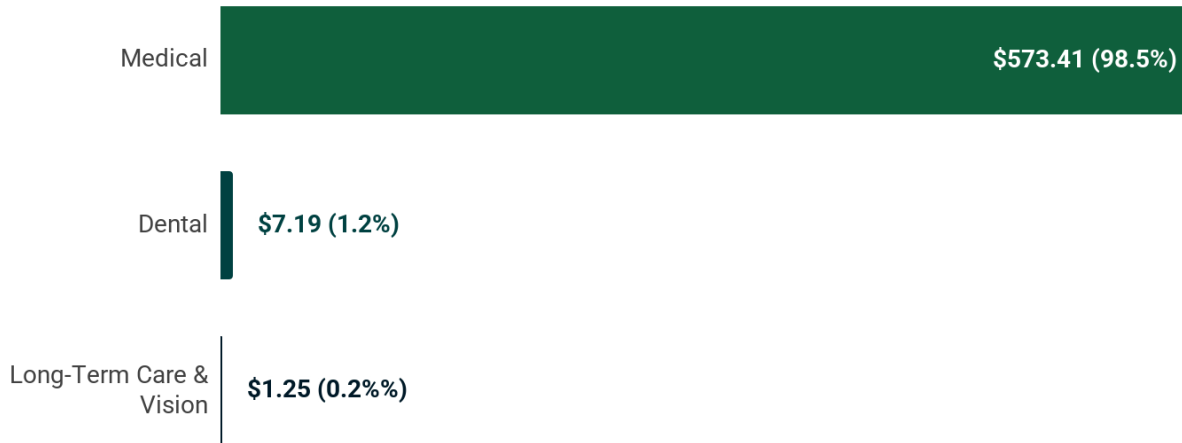 Medical
$573.41 (98.5%)
Dental
$7.19 (1.2%)
Long-Term Care &
Vision
$1.25 (0.2%%)